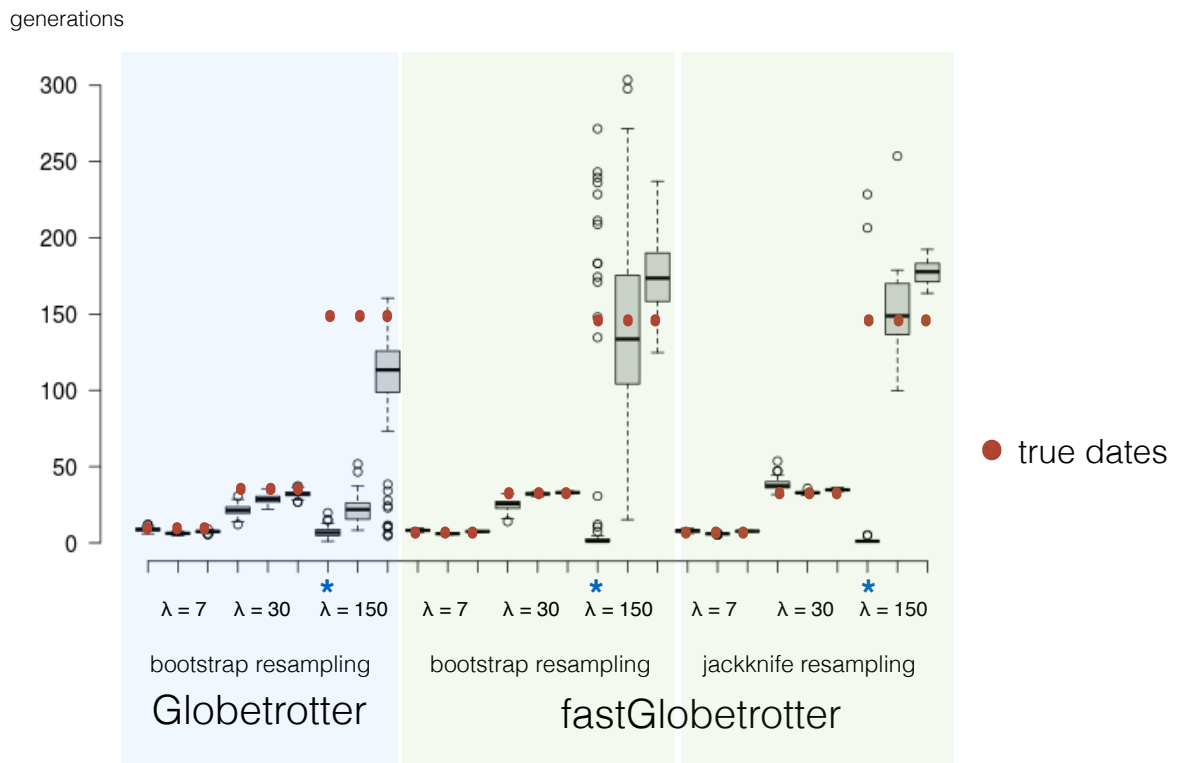 generations
300
250
200
150
100
50
0
true dates
* * *
λ = 7 λ = 30 λ = 150 λ = 7 λ = 30 λ = 150 λ = 7 λ = 30 λ = 150
bootstrap resampling bootstrap resampling jackknife resampling
Globetrotter fastGlobetrotter